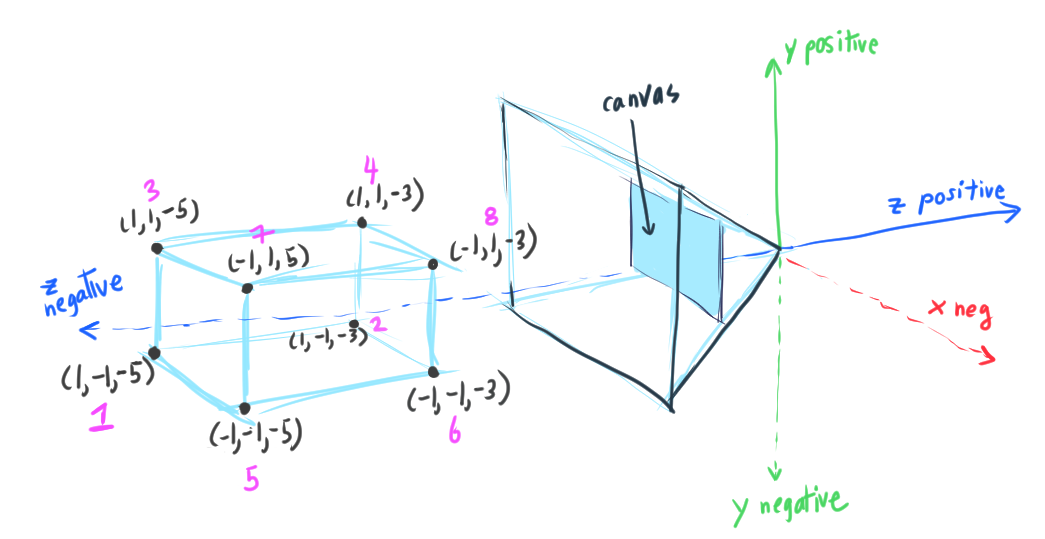 y positive
canvas
z positive
4
(1,1,-3)
3
(1,1,-5)
8
(-1,1,-3)
7
(-1,1,5)
z
negative
x neg
2
(1,-1,-3)
(1,-1,-5)
1
(-1,-1,-3)
6
(-1,-1,-5)
5
y negative